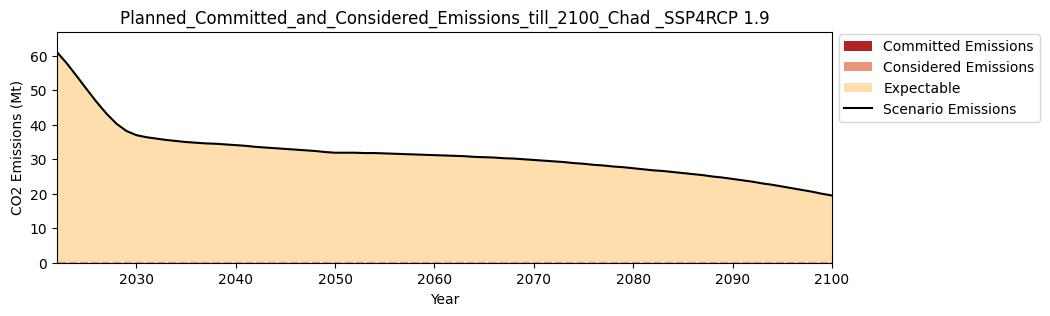 Planned_Committed_and_Considered_Emissions_till_2100_Chad _SSP4RCP 1.9
Committed Emissions
Considered Emissions
Expectable
Scenario Emissions
CO2 Emissions (Mt)
60
50
40
30
20
10
0
2030 2040 2050 2060 2070 2080 2090 2100
Year